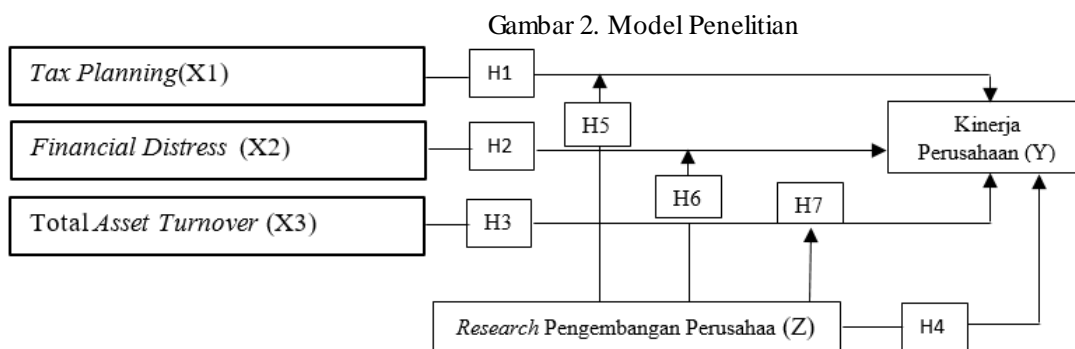 Gambar 2. Model Penelitian
Tax Planning(X1)
H1
H5
Kinerja
Perusahaan (Y)
Financial Distress (X2)
H2
H6
H7
Total Asset Turnover (X3)
H3
Research Pengembangan Perusahaa (Z)
H4